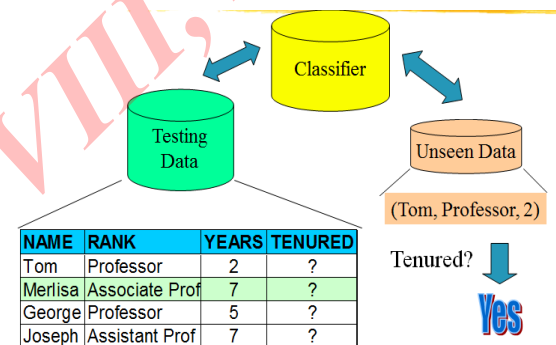 VIII,
Classifier
Testing
Data
Unseen Data
(Tom, Professor, 2)
NAME RANK YEARS TENURED
Tom Professor 2 ?
Merlisa Associate Prof 7 ?
George Professor 5 ?
Joseph Assistant Prof 7 ?
Tenured?
Yes